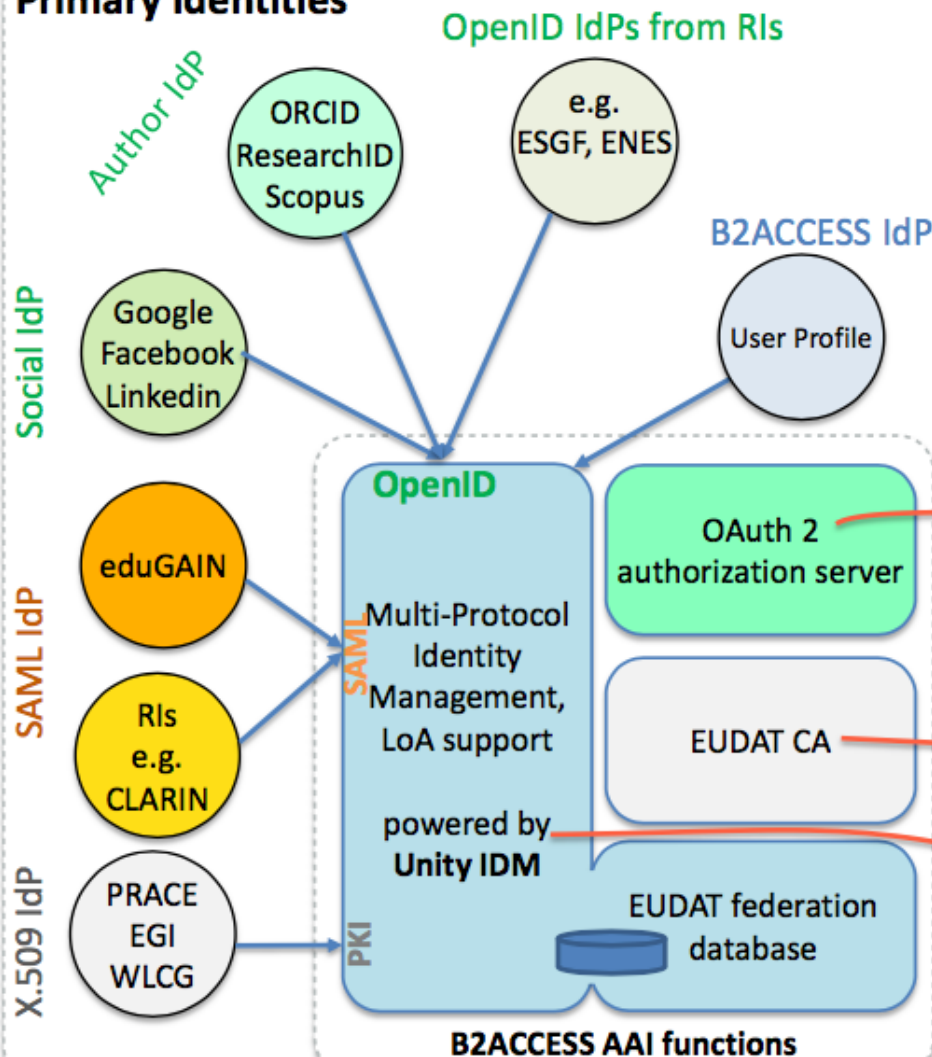 Primary Identities
OpenID IdPs from RIs
Author IdP
ORCID
ResearchID
Scopus
e.g.
ESGF, ENES
B2ACCESS IdP
Social IdP
Google
Facebook
Linkedin
User Profile
OpenID
SAML IdP
eduGAIN
RIs
e.g.
CLARIN
SAML
Multi-Protocol
Identity
Management,
LoA support
powered by
Unity IDM
OAuth 2
authorization server
EUDAT CA
X.509 IdP
PRACE
EGI
WLCG
PKI
EUDAT federation
database
B2ACCESS AAI functions